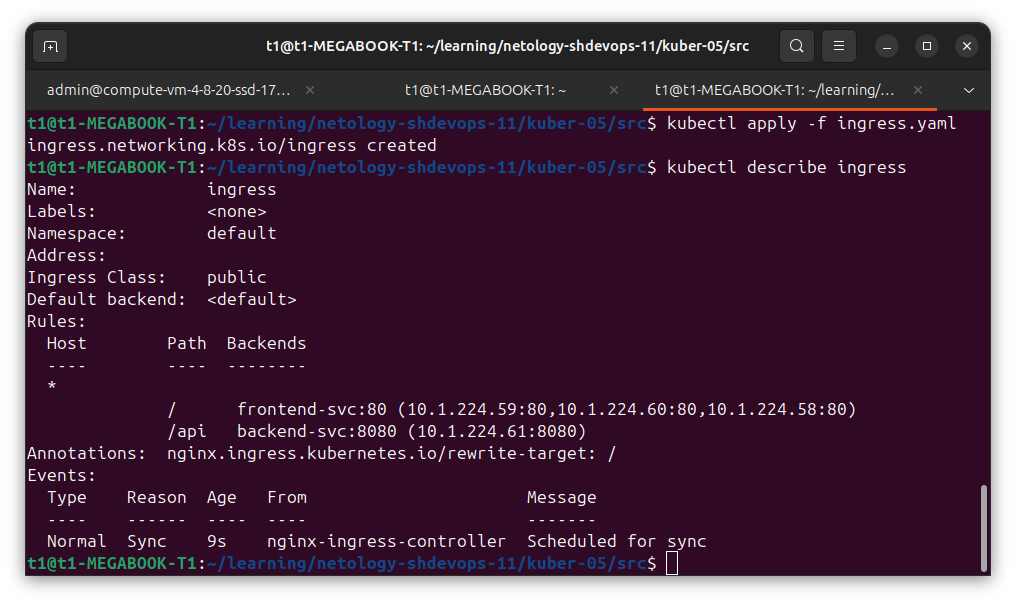 t1@t1-MEGABOOK-T1: ~/learning/netology-shdevops-11/kuber-05/src
admin@compute-vm-4-8-20-ssd-17... t1@t1-MEGABOOK-T1: ~ t1@t1-MEGABOOK-T1: ~/learning/...
t1@t1-MEGABOOK-T1:~/learning/netology-shdevops-11/kuber-05/src$ kubectl apply -f ingress.yaml
ingress.networking.k8s.io/ingress created
t1@t1-MEGABOOK-T1:~/learning/netology-shdevops-11/kuber-05/src$ kubectl describe ingress
Name:             ingress
Labels:           <none>
Namespace:        default
Address:
Ingress Class:    public
Default backend:  <default>
Rules:
  Host        Path  Backends
  ----        ----  --------
  *
              /      frontend-svc:80 (10.1.224.59:80,10.1.224.60:80,10.1.224.58:80)
              /api   backend-svc:8080 (10.1.224.61:8080)
Annotations:  nginx.ingress.kubernetes.io/rewrite-target: /
Events:
  Type    Reason  Age   From                      Message
  ----    ------  ----  ----                      -------
  Normal  Sync    9s    nginx-ingress-controller  Scheduled for sync
t1@t1-MEGABOOK-T1:~/learning/netology-shdevops-11/kuber-05/src$